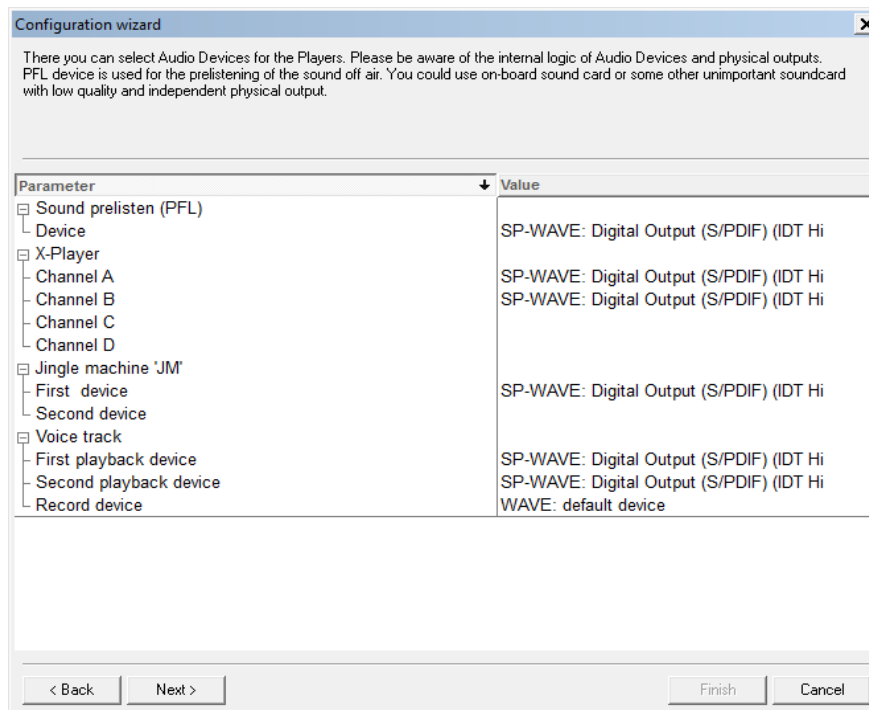 Configuration wizard
There you can select Audio Devices for the Players. Please be aware of the internal logic of Audio Devices and physical outputs.
PFL device is used for the prelistening of the sound off air. You could use on-board sound card or some other unimportant soundcard
with low quality and independent physical output.
Parameter Value
Sound prelisten (PFL)
Device SP-WAVE: Digital Output (S/PDIF) (IDT Hi
X-Player
Channel A SP-WAVE: Digital Output (S/PDIF) (IDT Hi
Channel B SP-WAVE: Digital Output (S/PDIF) (IDT Hi
Channel C
Channel D
Jingle machine 'JM'
First device SP-WAVE: Digital Output (S/PDIF) (IDT Hi
Second device
Voice track
First playback device SP-WAVE: Digital Output (S/PDIF) (IDT Hi
Second playback device SP-WAVE: Digital Output (S/PDIF) (IDT Hi
Record device WAVE: default device
< Back Next > Finish Cancel